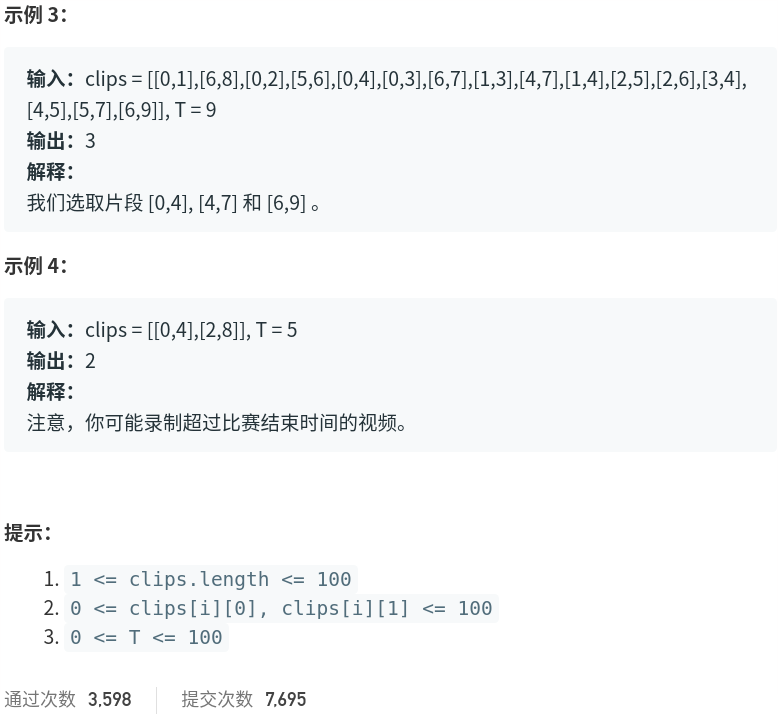 示例 3：
输入：clips = [[0,1],[6,8],[0,2],[5,6],[0,4],[0,3],[6,7],[1,3],[4,7],[1,4],[2,5],[2,6],[3,4],
[4,5],[5,7],[6,9]], T = 9
输出：3
解释：
我们选取片段 [0,4], [4,7] 和 [6,9] 。
示例 4：
输入：clips = [[0,4],[2,8]], T = 5
输出：2
解释：
注意，你可能录制超过比赛结束时间的视频。
提示：
1. 1 <= clips.length <= 100
2. 0 <= clips[i][0], clips[i][1] <= 100
3. 0 <= T <= 100
通过次数 3,598 提交次数 7,695